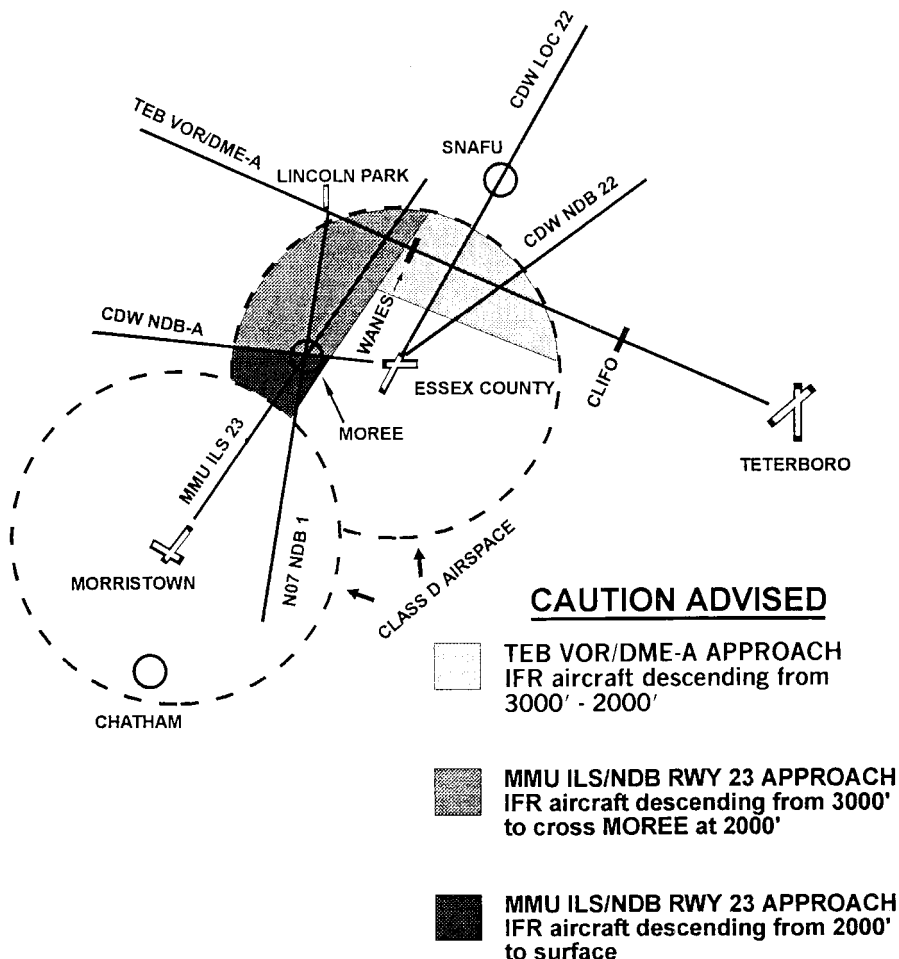 CDW LOC 22
TEB VOR/DME-A
SNAFU
LINCOLN PARK
CDW NDB 22
CDW NDB-A
WANES
ESSEX COUNTY
CLIFO
MOREE
TETERBORO
MMU ILS 23
N07 NDB 1
MORRISTOWN
CLASS D AIRSPACE
CHATHAM
CAUTION ADVISED
TEB VOR/DME-A APPROACH
IFR aircraft descending from
3000' - 2000'
MMU ILS/NDB RWY 23 APPROACH
IFR aircraft descending from 3000'
to cross MOREE at 2000'
MMU ILS/NDB RWY 23 APPROACH
IFR aircraft descending from 2000'
to surface